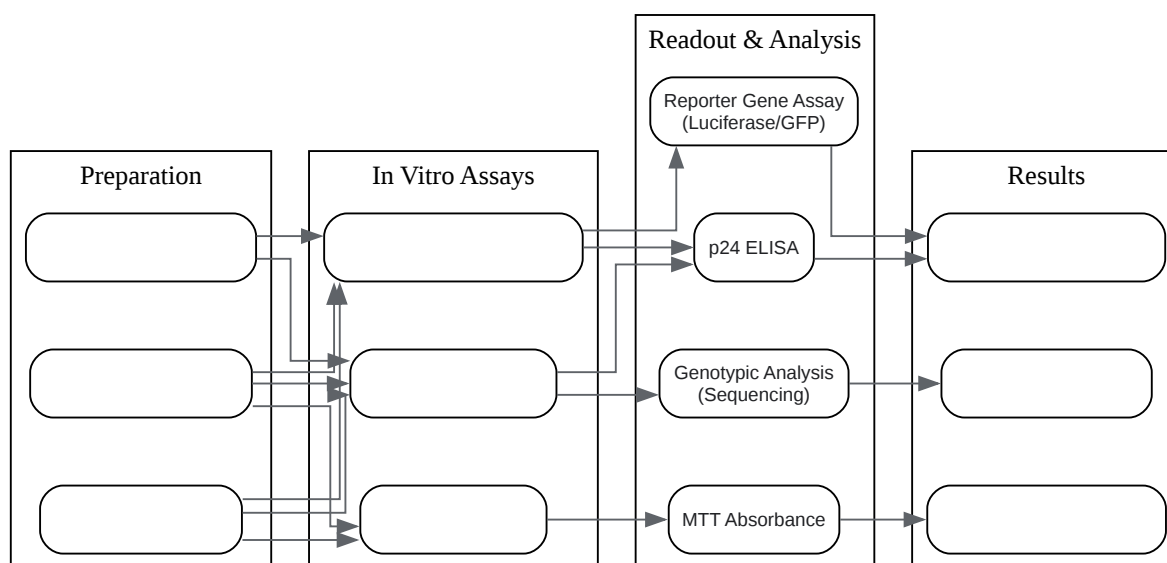 Preparation
In Vitro Assays
Readout & Analysis
Reporter Gene Assay
(Luciferase/GFP)
p24 ELISA
Genotypic Analysis
(Sequencing)
MTT Absorbance
Results